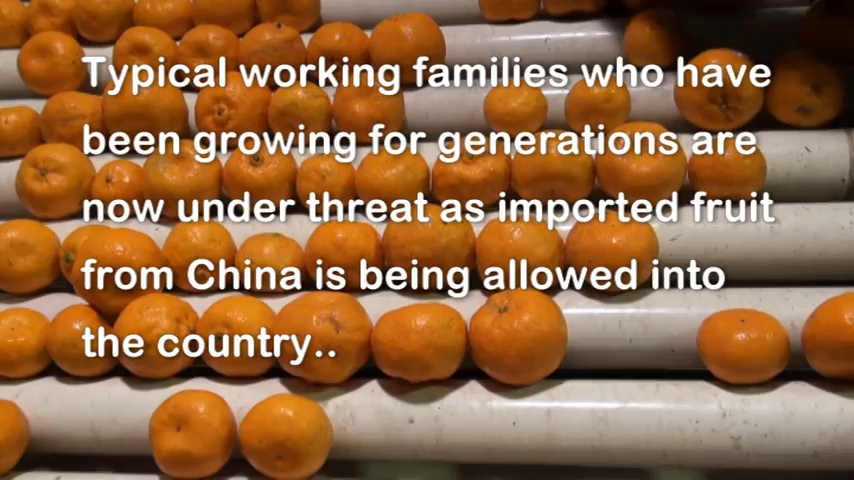 Typical working families who have
been growing for generations are
now under threat as imported fruit
from China is being allowed into
the country..